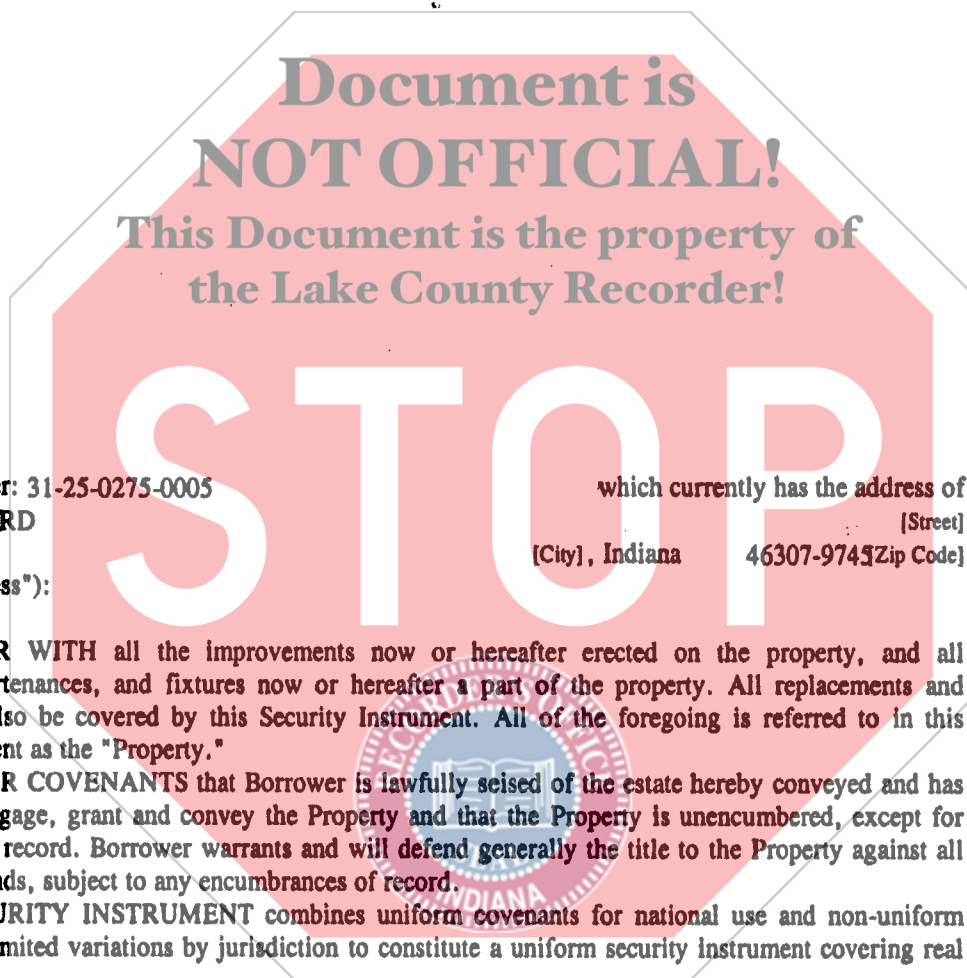 Document is
NOT OFFICIAL!
This Document is the property of
the Lake County Recorder!
STOP
r: 31-25-0275-0005 which currently has the address of
RD [Street]
[City], Indiana 46307-9745[Zip Code]
ss"):
R WITH all the improvements now or hereafter erected on the property, and all
tenances, and fixtures now or hereafter a part of the property. All replacements and
lso be covered by this Security Instrument. All of the foregoing is referred to in this
nt as the "Property."
R COVENANTS that Borrower is lawfully seised of the estate hereby conveyed and has
gage, grant and convey the Property and that the Property is unencumbered, except for
record. Borrower warrants and will defend generally the title to the Property against all
ds, subject to any encumbrances of record.
INDIANA
URITY INSTRUMENT combines uniform covenants for national use and non-uniform
mited variations by jurisdiction to constitute a uniform security instrument covering real